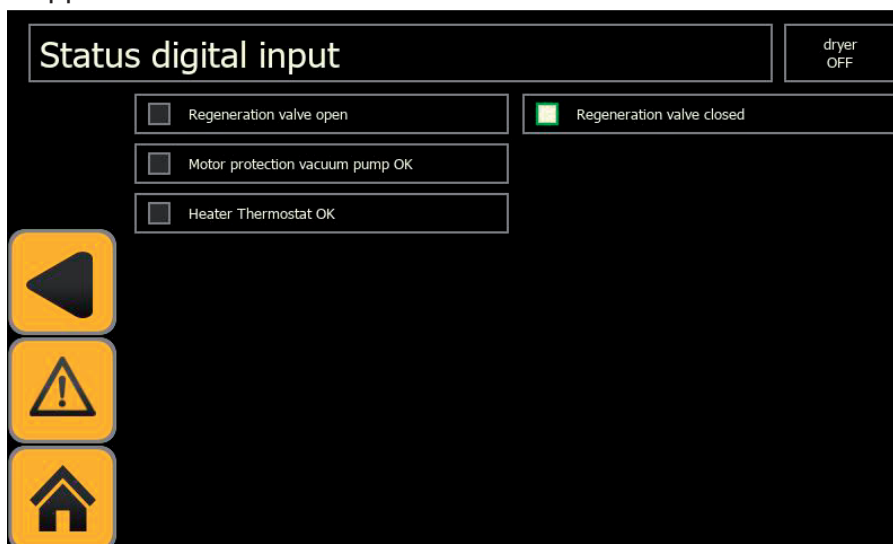 Status digital input
dryer
OFF
Regeneration valve open
Regeneration valve closed
Motor protection vacuum pump OK
Heater Thermostat OK